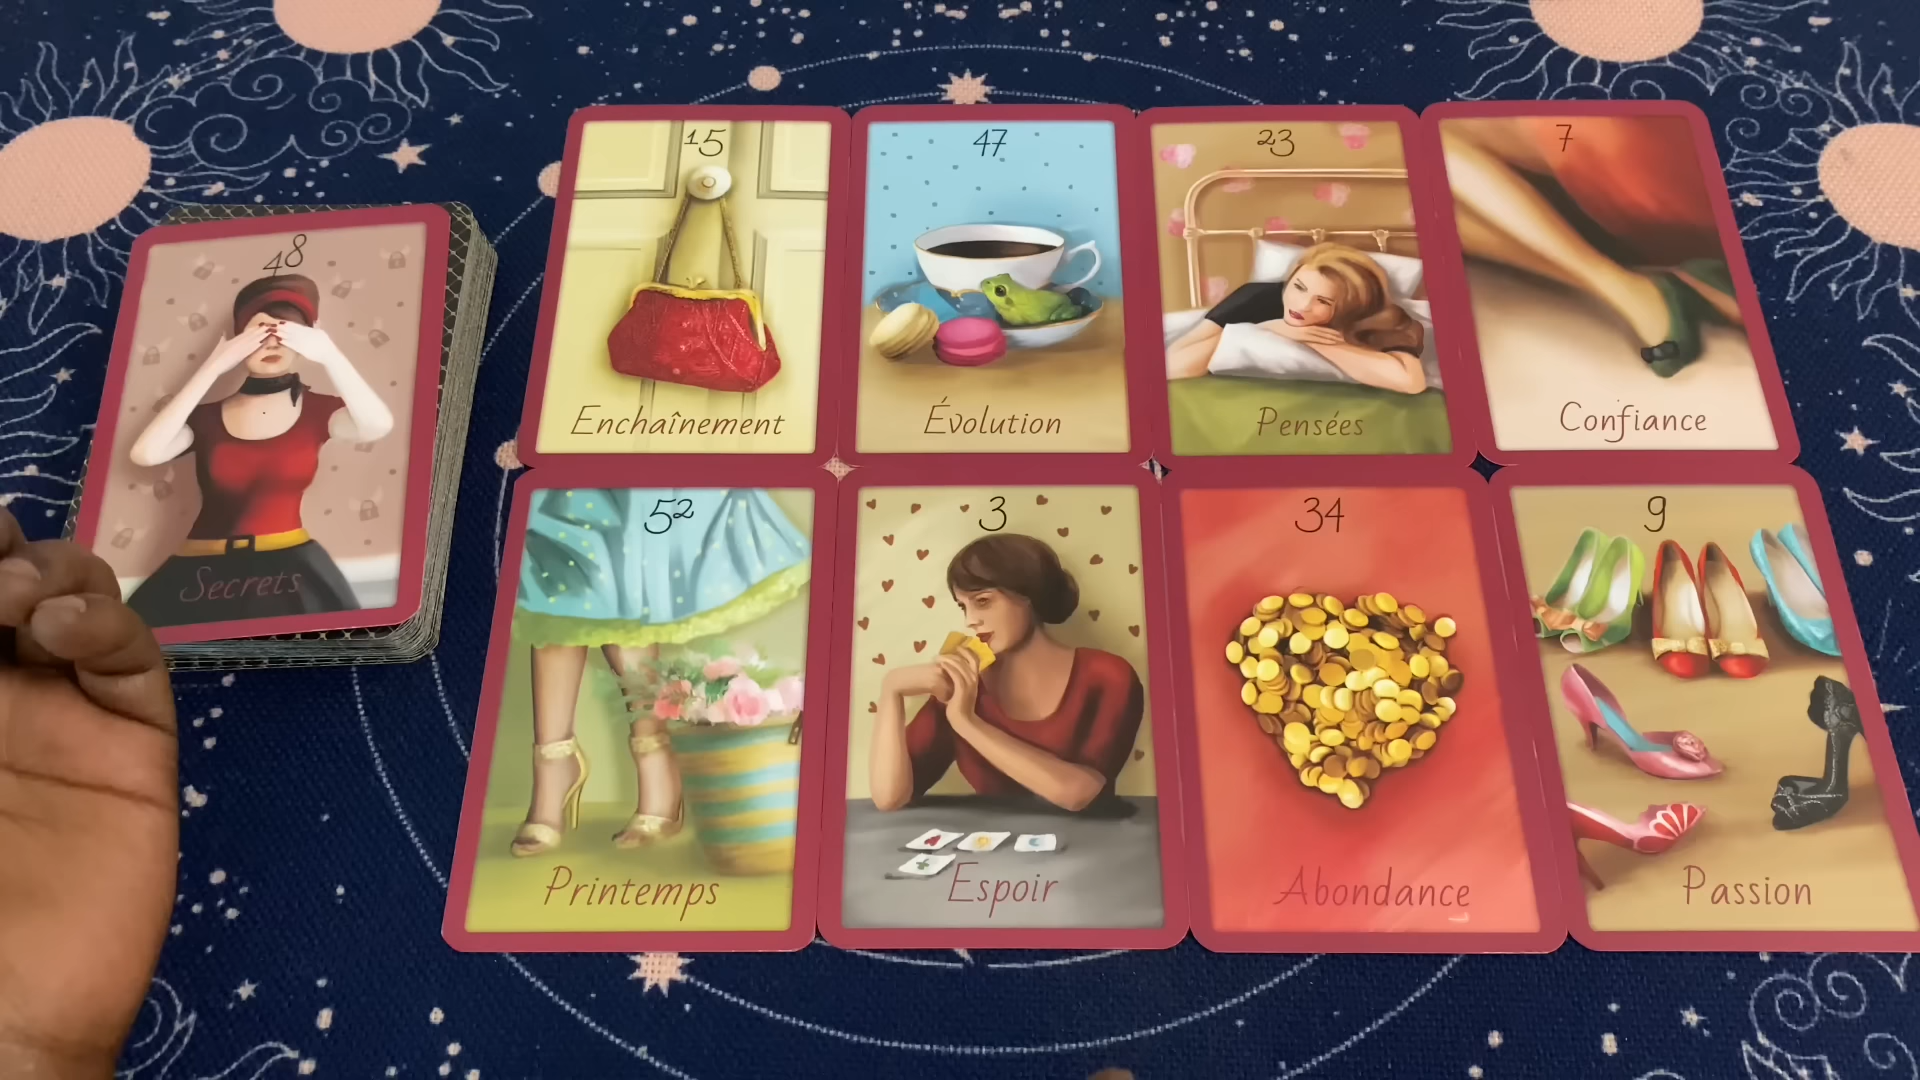 48
Secrets
15
Enchaînement
47
Évolution
23
Pensées
7
Confiance
52
Printemps
3
Espoir
34
Abondance
9
Passion